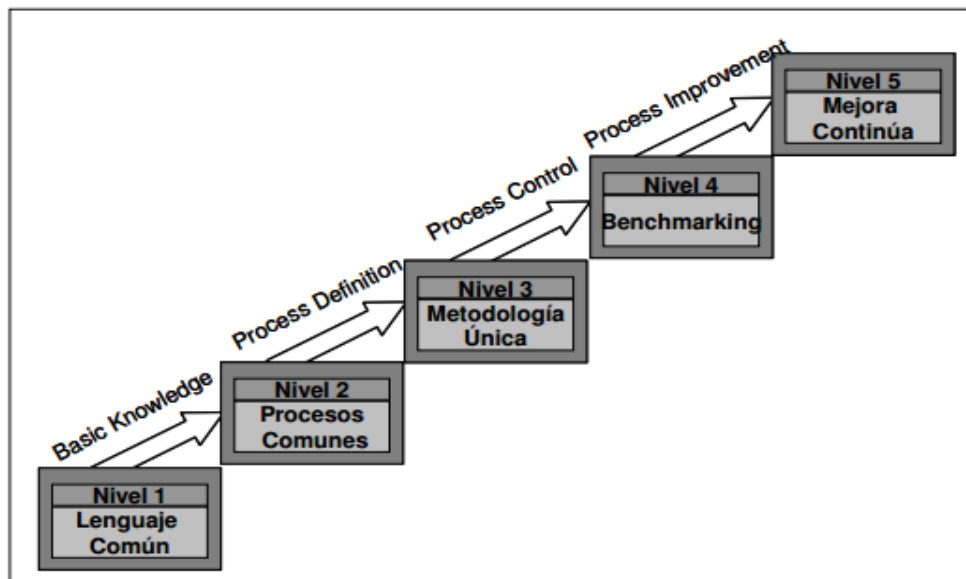 Process Improvement
Nivel 5
Mejora
Continúa
Process Control
Nivel 4
Benchmarking
Process Definition
Nivel 3
Metodología
Única
Basic Knowledge
Nivel 2
Procesos
Comunes
Nivel 1
Lenguaje
Común